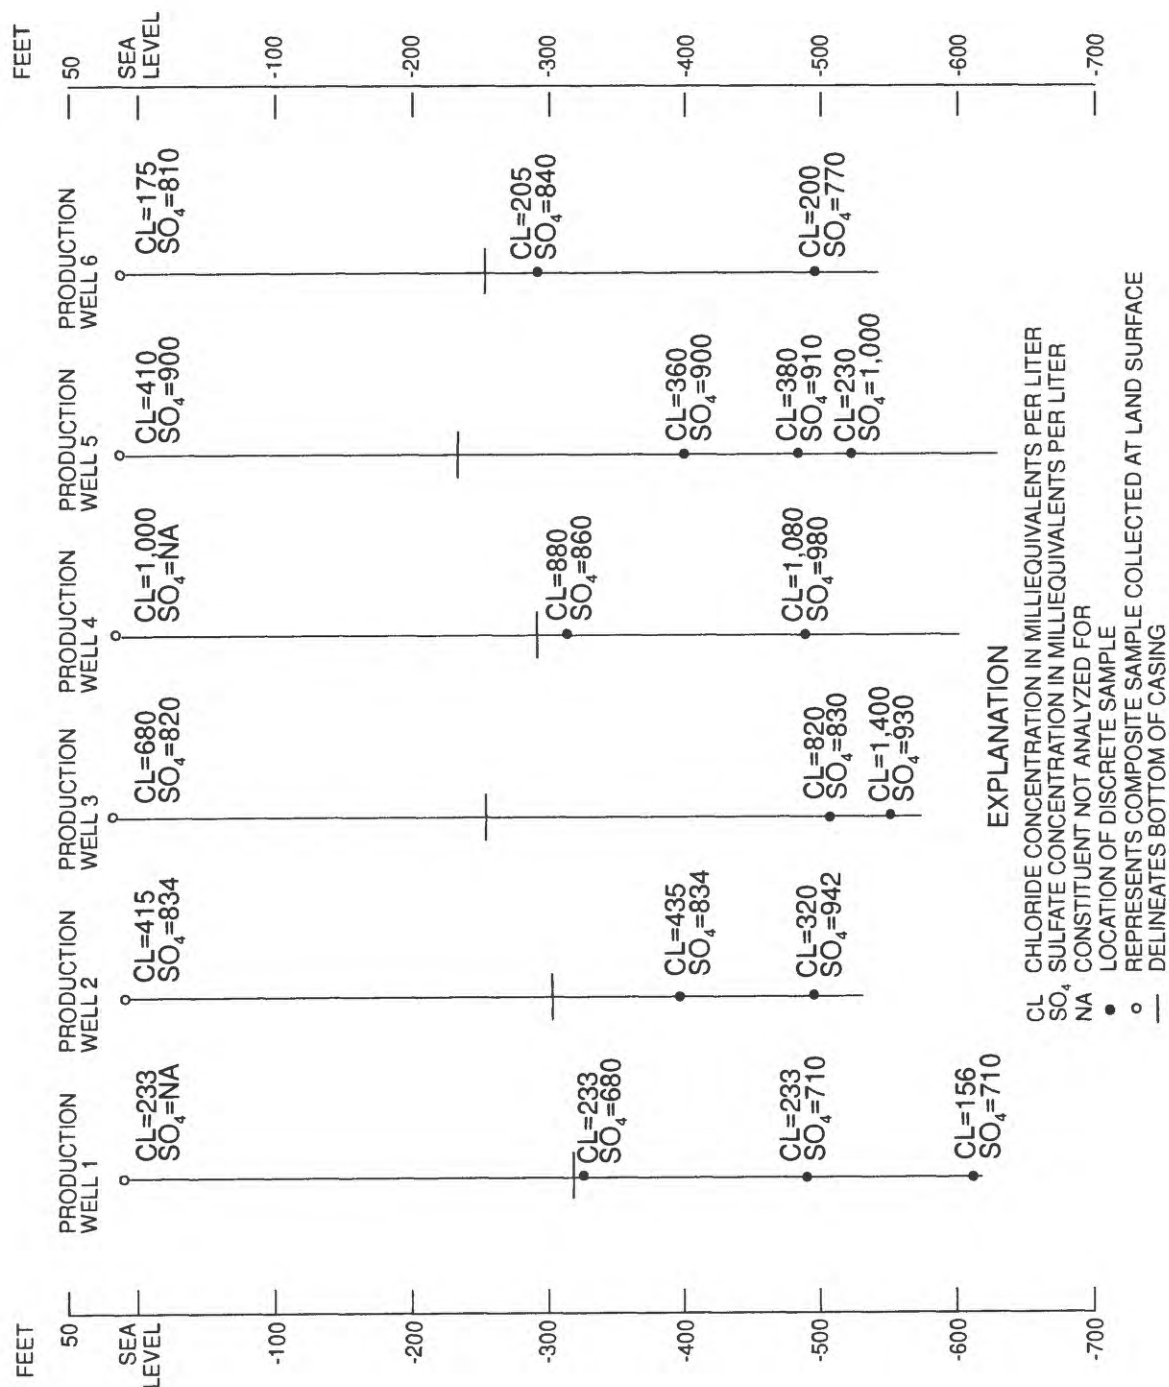 FEET
50
SEA
LEVEL
-100
-200
-300
-400
-500
-600
-700
PRODUCTION
WELL 1
CL=233
SO₄=NA
CL=233
SO₄=680
CL=233
SO₄=710
CL=156
SO₄=710
PRODUCTION
WELL 2
CL=415
SO₄=834
CL=435
SO₄=834
CL=320
SO₄=942
PRODUCTION
WELL 3
CL=680
SO₄=820
CL=820
SO₄=830
CL=1,400
SO₄=930
PRODUCTION
WELL 4
CL=1,000
SO₄=NA
CL=880
SO₄=860
CL=1,080
SO₄=980
PRODUCTION
WELL 5
CL=410
SO₄=900
CL=360
SO₄=900
CL=380
SO₄=910
CL=230
SO₄=1,000
PRODUCTION
WELL 6
CL=175
SO₄=810
CL=205
SO₄=840
CL=200
SO₄=770
FEET
50
SEA
LEVEL
-100
-200
-300
-400
-500
-600
-700
EXPLANATION
CL CHLORIDE CONCENTRATION IN MILLIEQUIVALENTS PER LITER
SO₄ SULFATE CONCENTRATION IN MILLIEQUIVALENTS PER LITER
NA CONSTITUENT NOT ANALYZED FOR
LOCATION OF DISCRETE SAMPLE
REPRESENTS COMPOSITE SAMPLE COLLECTED AT LAND SURFACE
DELINEATES BOTTOM OF CASING